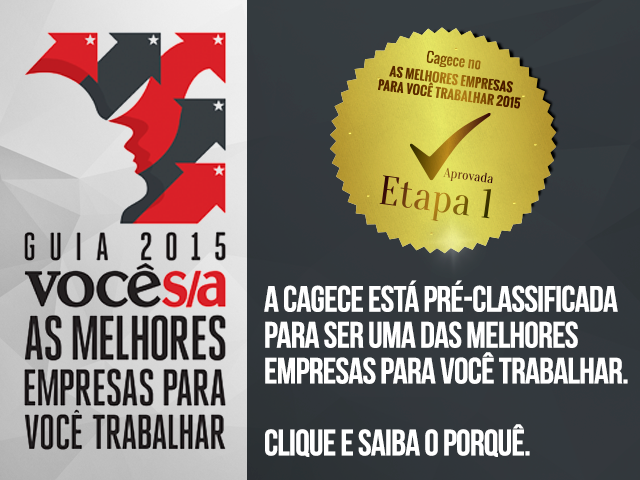 GUIA 2015
vocês/a
AS MELHORES
EMPRESAS PARA
VOCÊ TRABALHAR
Cagece no
AS MELHORES EMPRESAS
PARA VOCÊ TRABALHAR 2015
Aprovada
Etapa 1
A CAGECE ESTÁ PRÉ-CLASSIFICADA
PARA SER UMA DAS MELHORES
EMPRESAS PARA VOCÊ TRABALHAR.
CLIQUE E SAIBA O PORQUÊ.